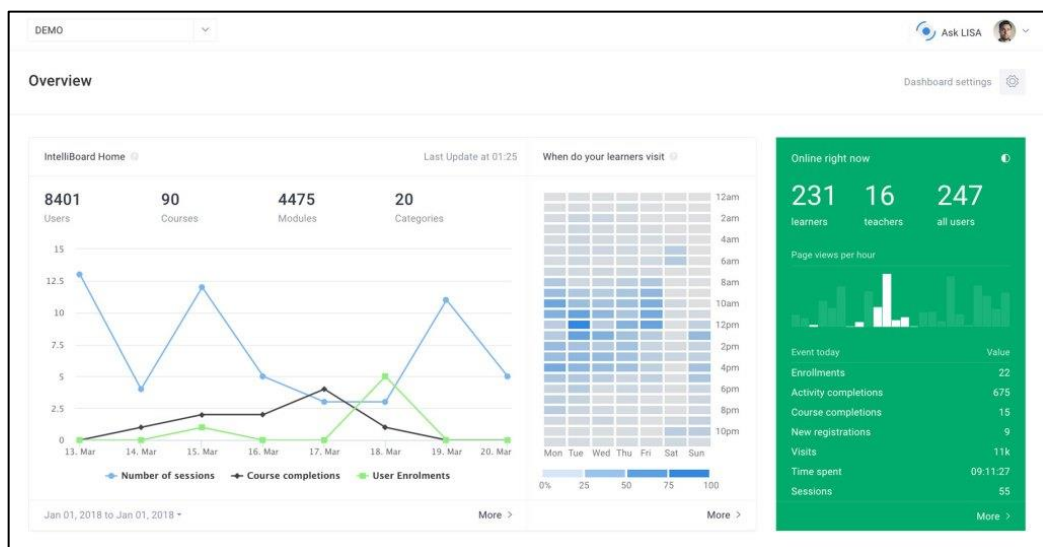 DEMO
Ask LISA
Overview
Dashboard settings
IntelliBoard Home
Last Update at 01:25
8401 90 4475 20
Users Courses Modules Categories
15
12.5
10
7.5
5
2.5
0
13. Mar 14. Mar 15. Mar 16. Mar 17. Mar 18. Mar 19. Mar 20. Mar
Number of sessions Course completions User Enrolments
Jan 01, 2018 to Jan 01, 2018
More >
When do your learners visit
12am
2am
4am
6am
8am
10am
12pm
2pm
4pm
6pm
8pm
10pm
Mon Tue Wed Thu Fri Sat Sun
0% 25 50 75 100
More >
Online right now
231 16 247
learners teachers all users
Page views per hour
Event today Value
Enrollments 22
Activity completions 675
Course completions 15
New registrations 9
Visits 11k
Time spent 09:11:27
Sessions 55
More >